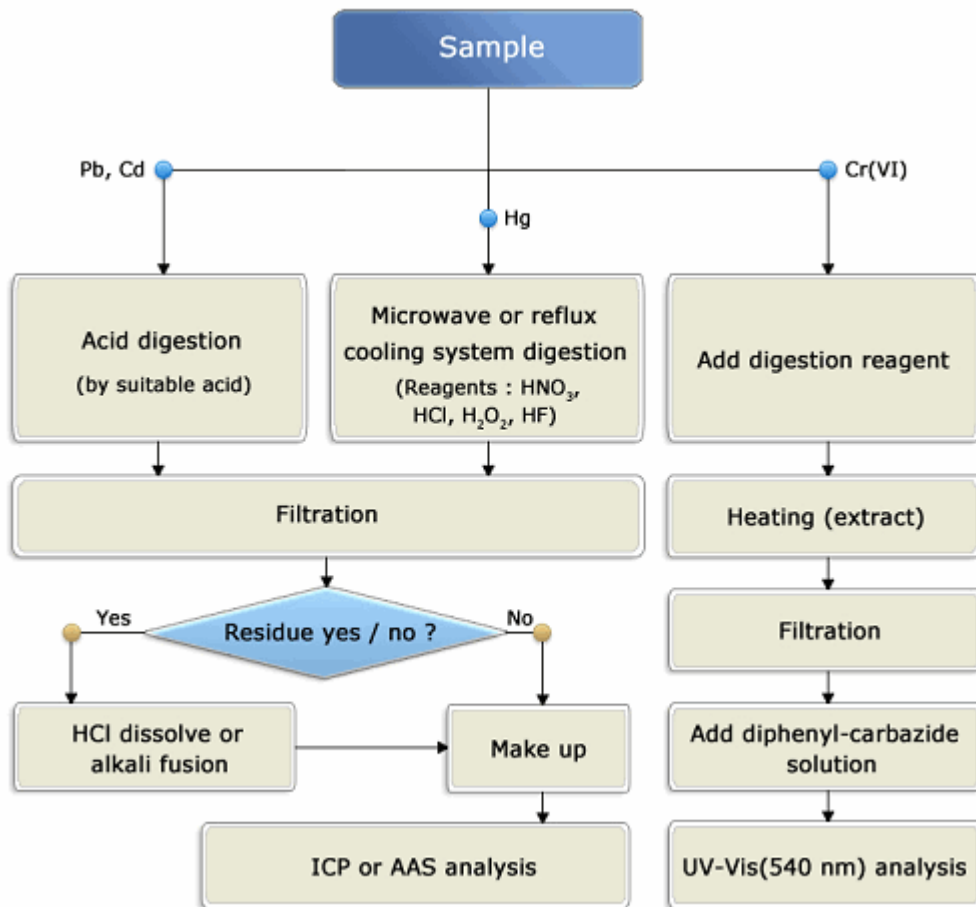 Sample
Pb, Cd
Cr(VI)
Hg
Acid digestion
(by suitable acid)
Microwave or reflux
cooling system digestion
(Reagents : HNO₃,
HCl, H₂O₂, HF)
Add digestion reagent
Filtration
Heating (extract)
Yes
Residue yes / no ?
No
Filtration
HCl dissolve or
alkali fusion
Make up
Add diphenyl-carbazide
solution
ICP or AAS analysis
UV-Vis(540 nm) analysis